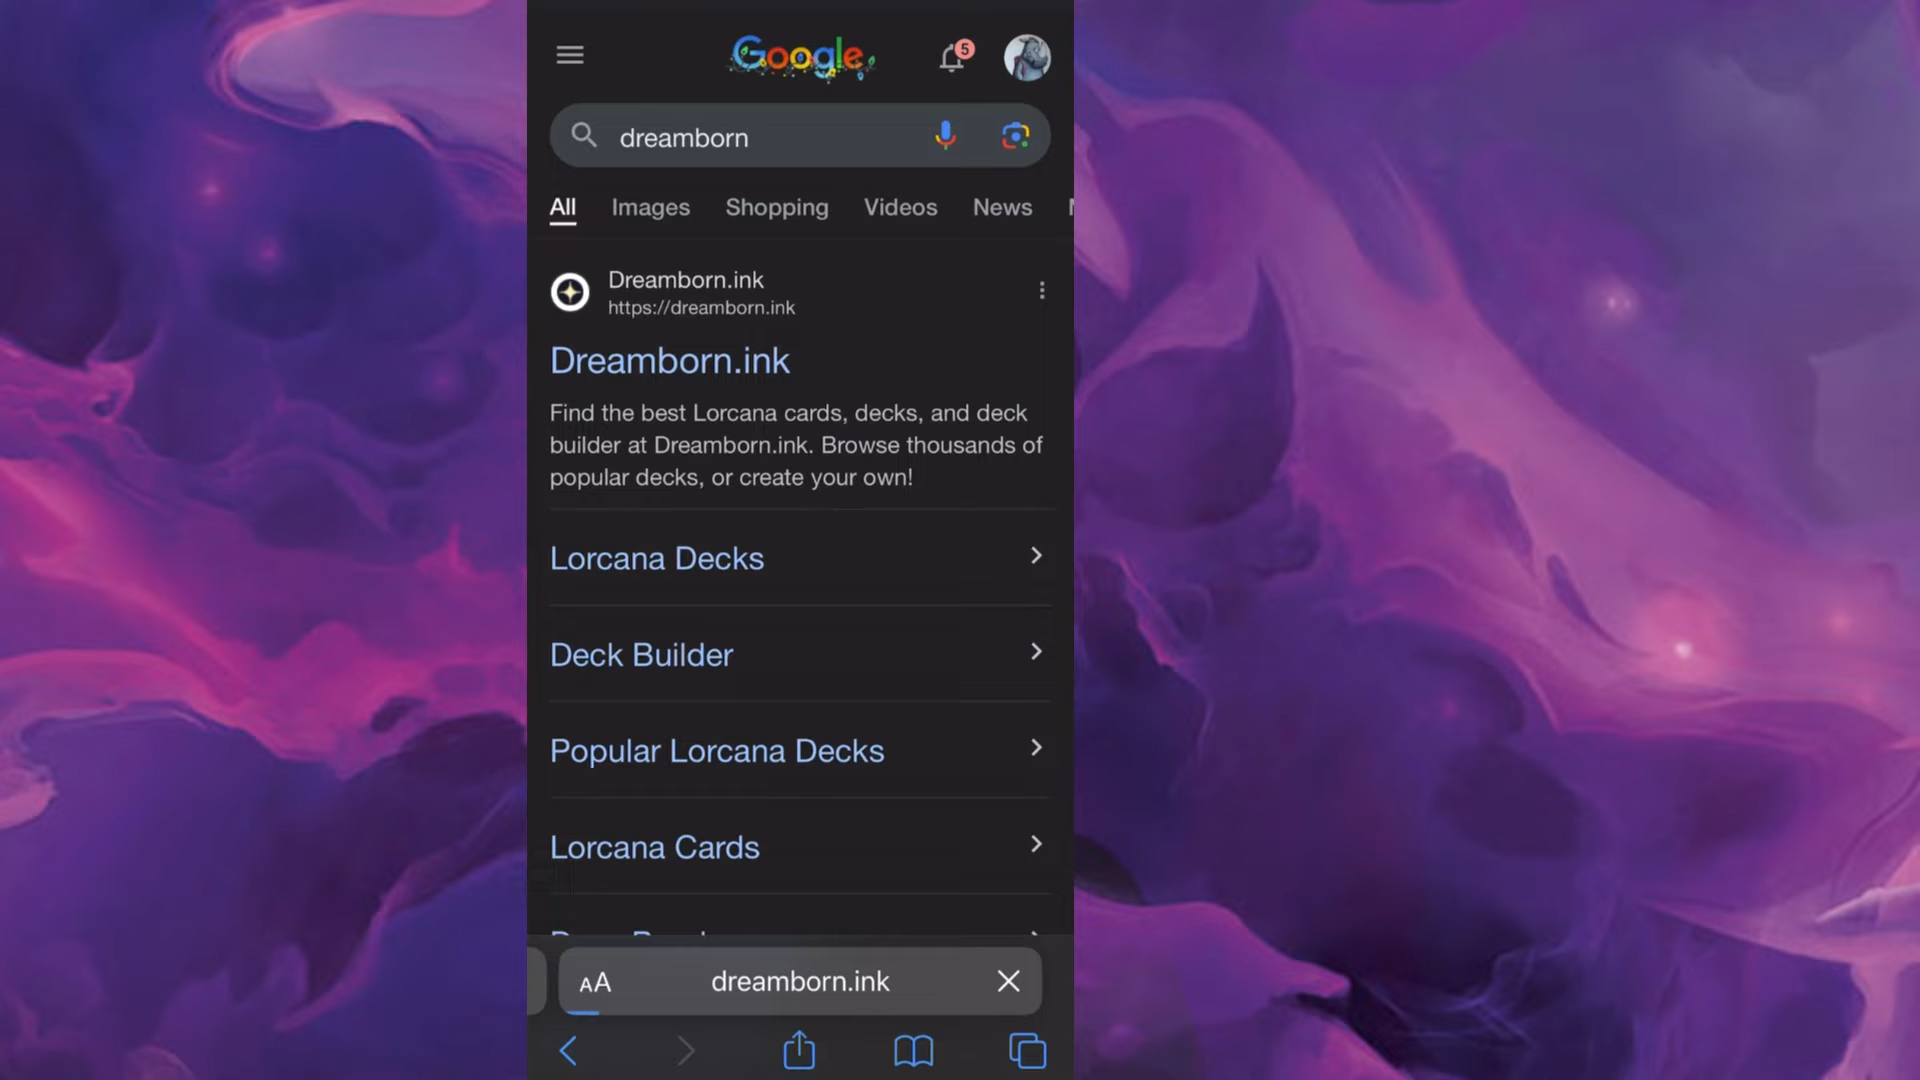 Google
5
dreamborn
All Images Shopping Videos News
Dreamborn.ink
https://dreamborn.ink
Dreamborn.ink
Find the best Lorcana cards, decks, and deck
builder at Dreamborn.ink. Browse thousands of
popular decks, or create your own!
Lorcana Decks
Deck Builder
Popular Lorcana Decks
Lorcana Cards
AA dreamborn.ink